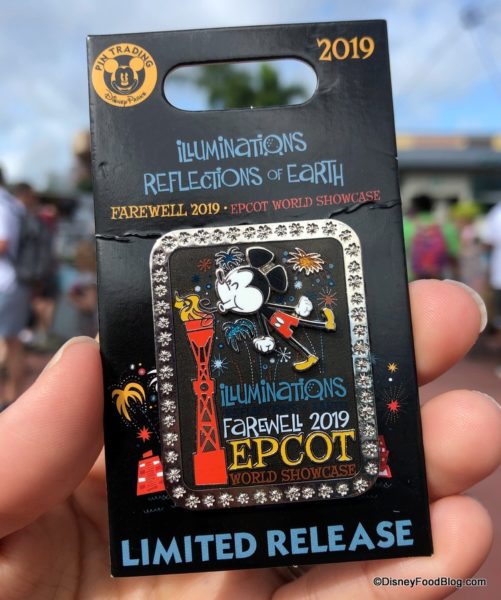 PIN TRADING
Disney Parks
2019
illuminations
REFLECTIONS OF EARTH
FAREWELL 2019 • EPCOT WORLD SHOWCASE
illuminations
FAREWELL 2019
EPCOT
WORLD SHOWCASE
LIMITED RELEASE
©DisneyFoodBlog.com